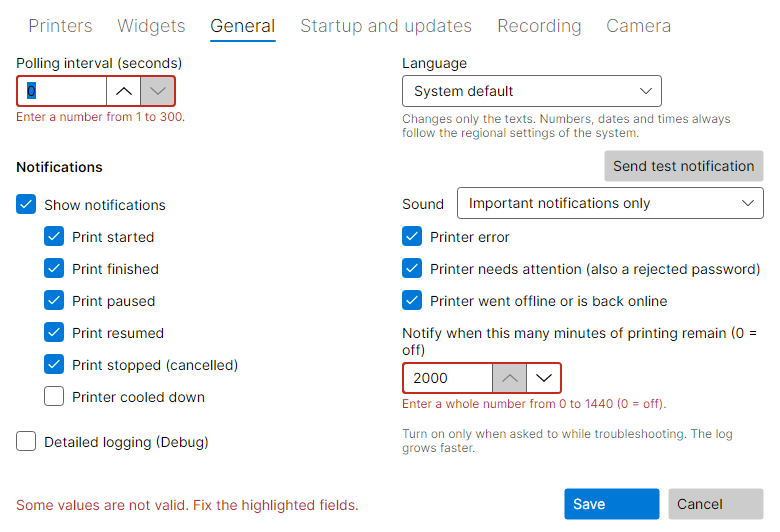 Printers Widgets General Startup and updates Recording Camera
Polling interval (seconds)
0
Enter a number from 1 to 300.
Language
System default
Changes only the texts. Numbers, dates and times always
follow the regional settings of the system.
Notifications
Send test notification
Show notifications
Sound Important notifications only
Print started
Print finished
Print paused
Print resumed
Print stopped (cancelled)
Printer cooled down
Printer error
Printer needs attention (also a rejected password)
Printer went offline or is back online
Notify when this many minutes of printing remain (0 =
off)
2000
Enter a whole number from 0 to 1440 (0 = off).
Detailed logging (Debug)
Turn on only when asked to while troubleshooting. The log
grows faster.
Some values are not valid. Fix the highlighted fields.
Save
Cancel